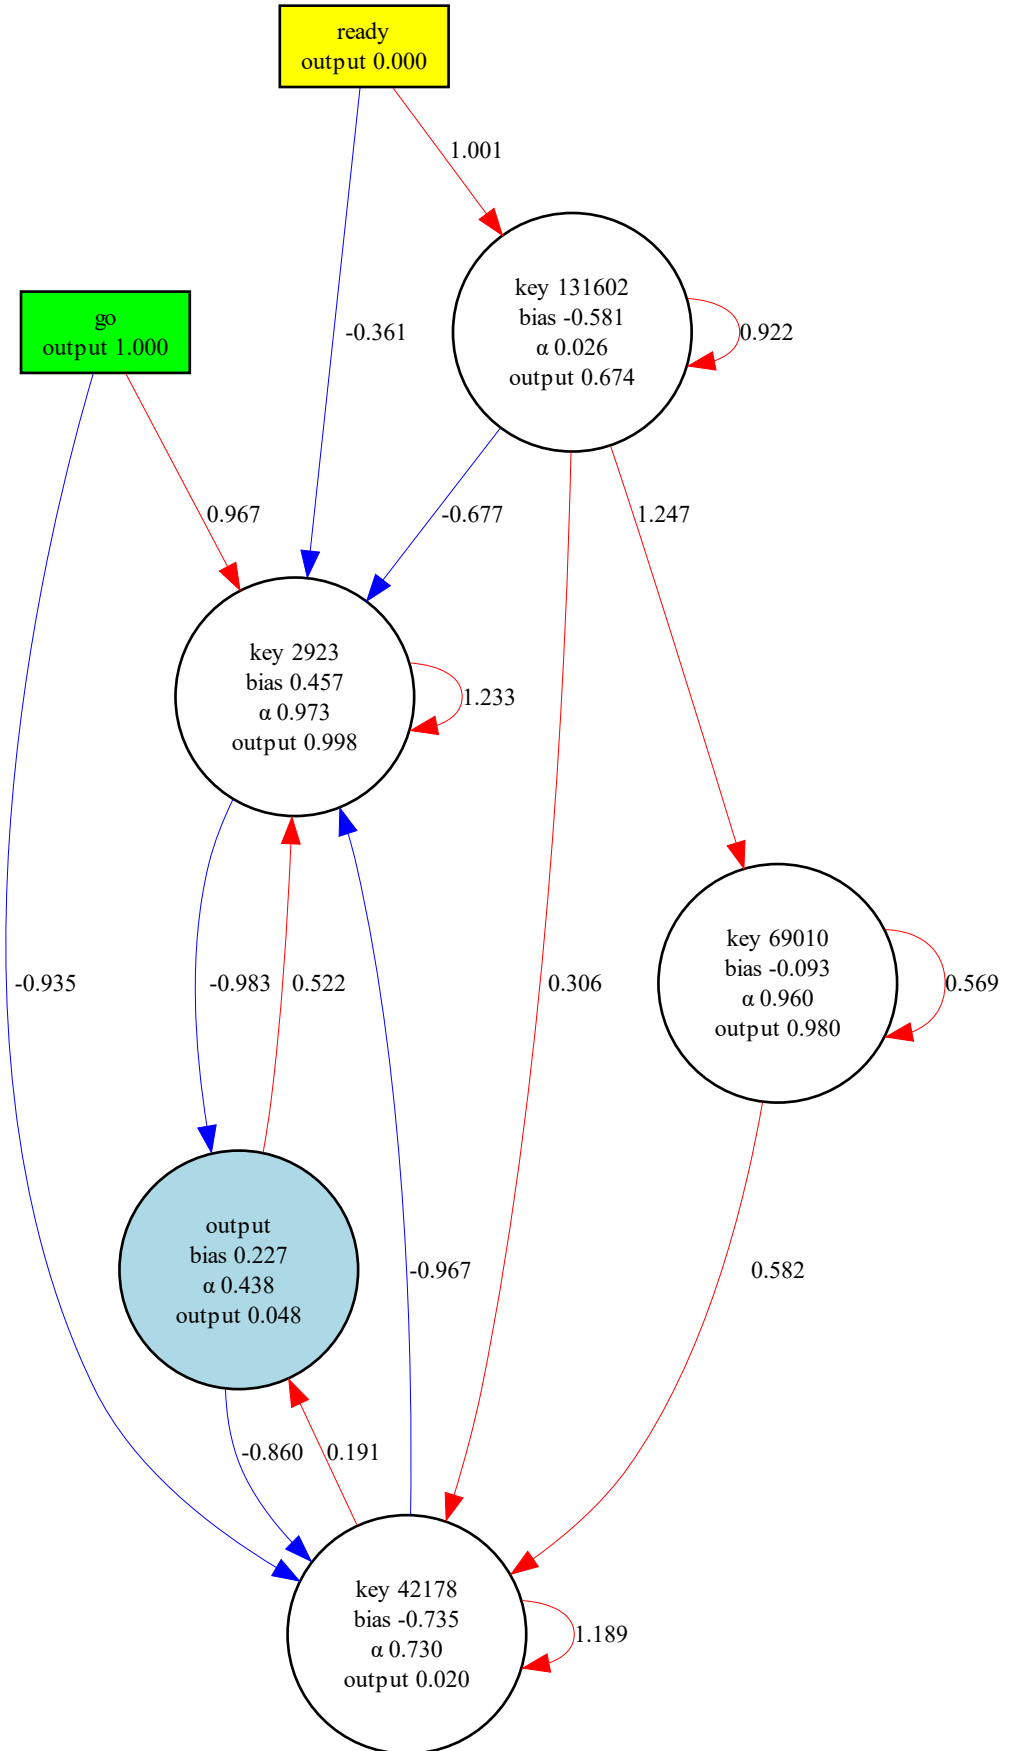 ready
output 0.000
1.001
key 131602
bias -0.581
α 0.026
output 0.674
0.922
go
output 1.000
-0.361
0.967
-0.677
1.247
key 2923
bias 0.457
α 0.973
output 0.998
1.233
key 69010
bias -0.093
α 0.960
output 0.980
0.569
-0.935
-0.983
0.522
0.306
output
bias 0.227
α 0.438
output 0.048
-0.967
0.582
-0.860
0.191
key 42178
bias -0.735
α 0.730
output 0.020
1.189